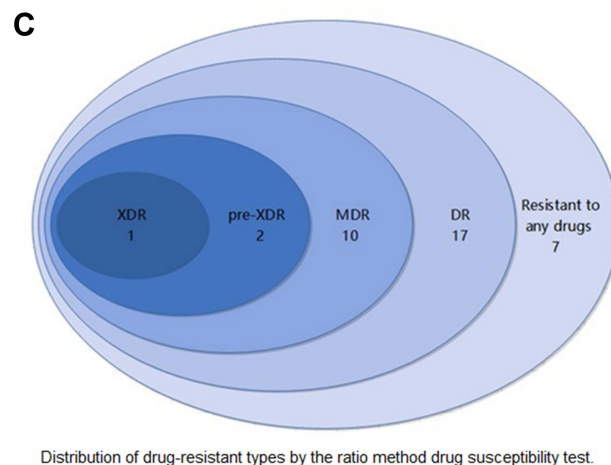 C
XDR
1
pre-XDR
2
MDR
10
DR
17
Resistant to
any drugs
7
Distribution of drug-resistant types by the ratio method drug susceptibility test.